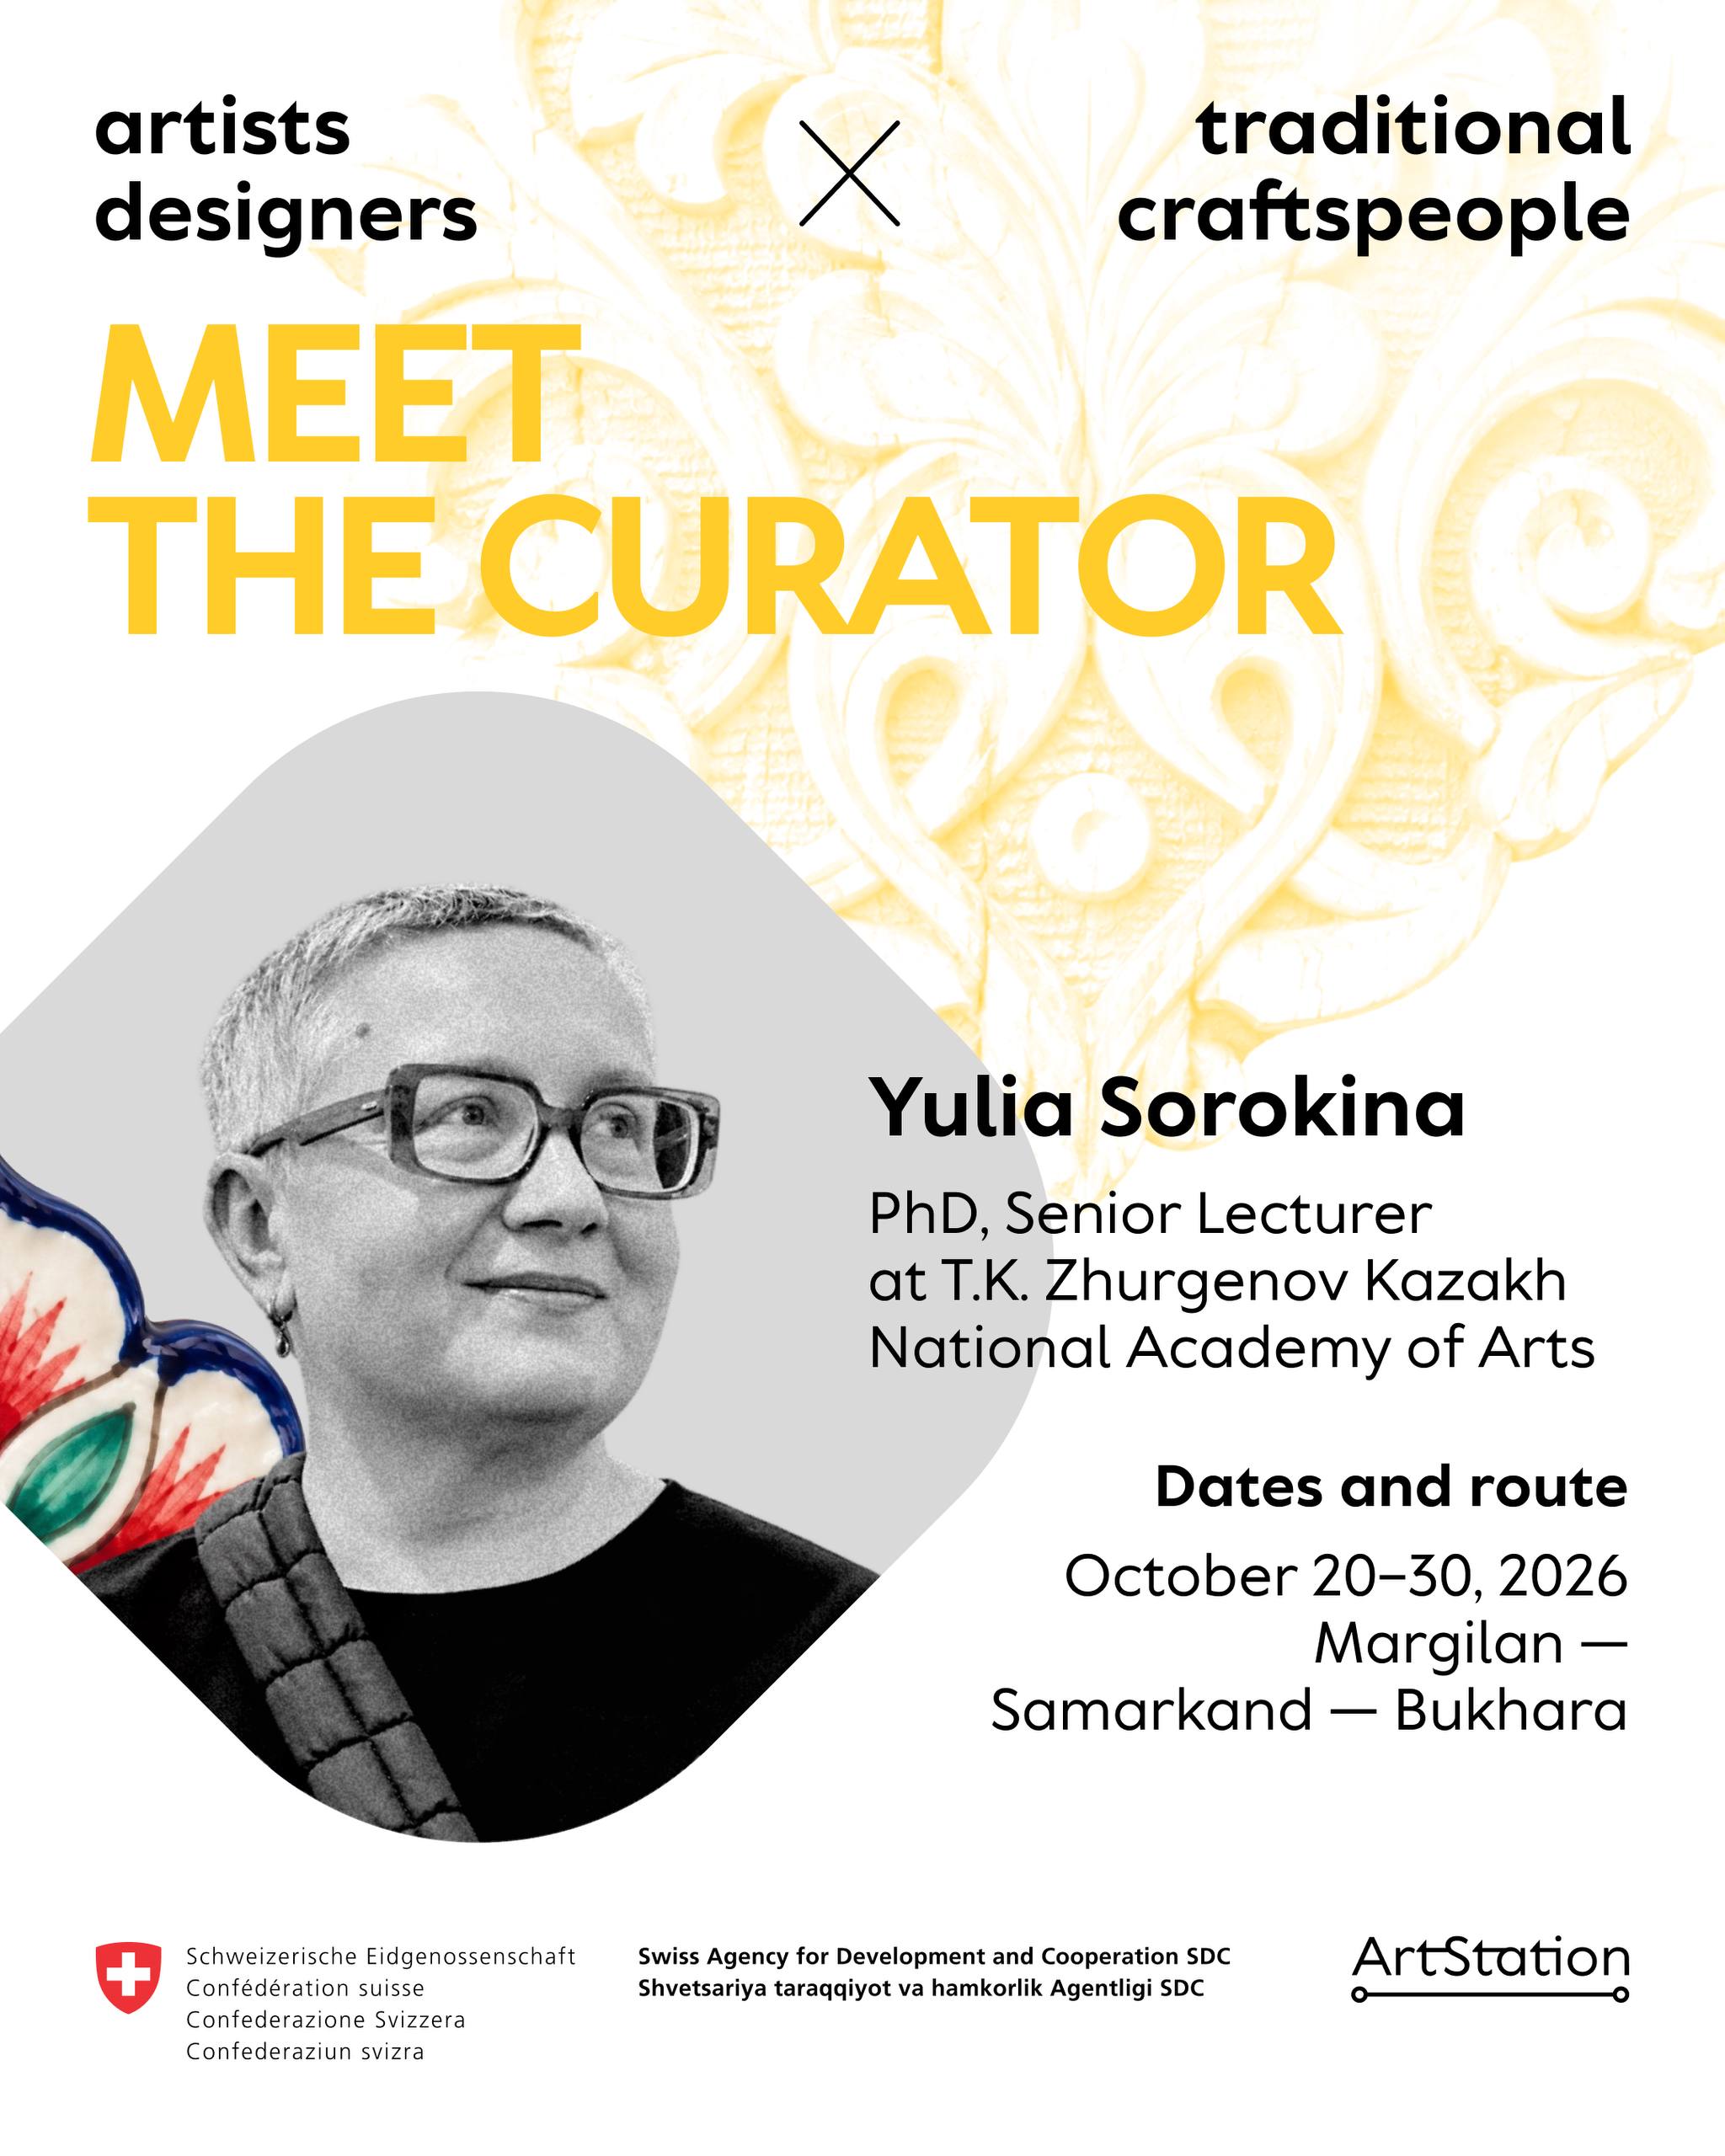 artists
designers
traditional
craftspeople
MEET
THE CURATOR
Yulia Sorokina
PhD, Senior Lecturer
at T.K. Zhurgenov Kazakh
National Academy of Arts
Dates and route
October 20–30, 2026
Margilan —
Samarkand — Bukhara
Schweizerische Eidgenossenschaft
Confédération suisse
Confederazione Svizzera
Confederaziun svizra
Swiss Agency for Development and Cooperation SDC
Shvetsariya taraqqiyot va hamkorlik Agentligi SDC
ArtStation